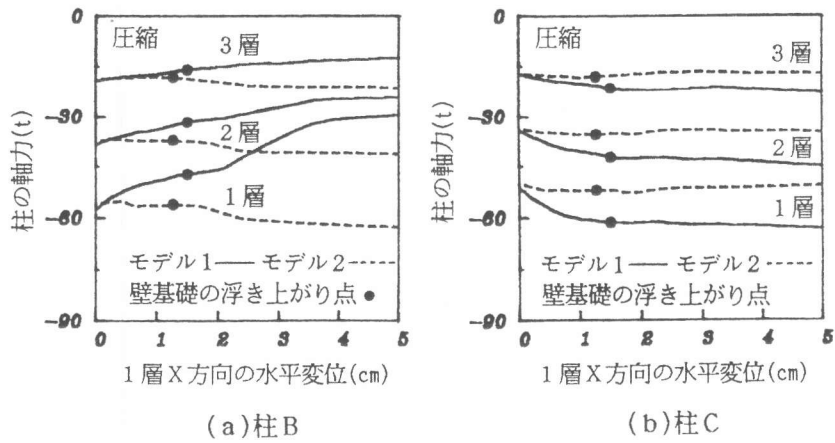 0
-30
-60
-90
柱の軸力(t)
圧縮
3層
2層
1層
モデル1 モデル2
壁基礎の浮き上がり点
0 1 2 3 4 5
1層X方向の水平変位(cm)
(a)柱B
0
-30
-60
-90
柱の軸力(t)
圧縮
3層
2層
1層
モデル1 モデル2
壁基礎の浮き上がり点
0 1 2 3 4 5
1層X方向の水平変位(cm)
(b)柱C